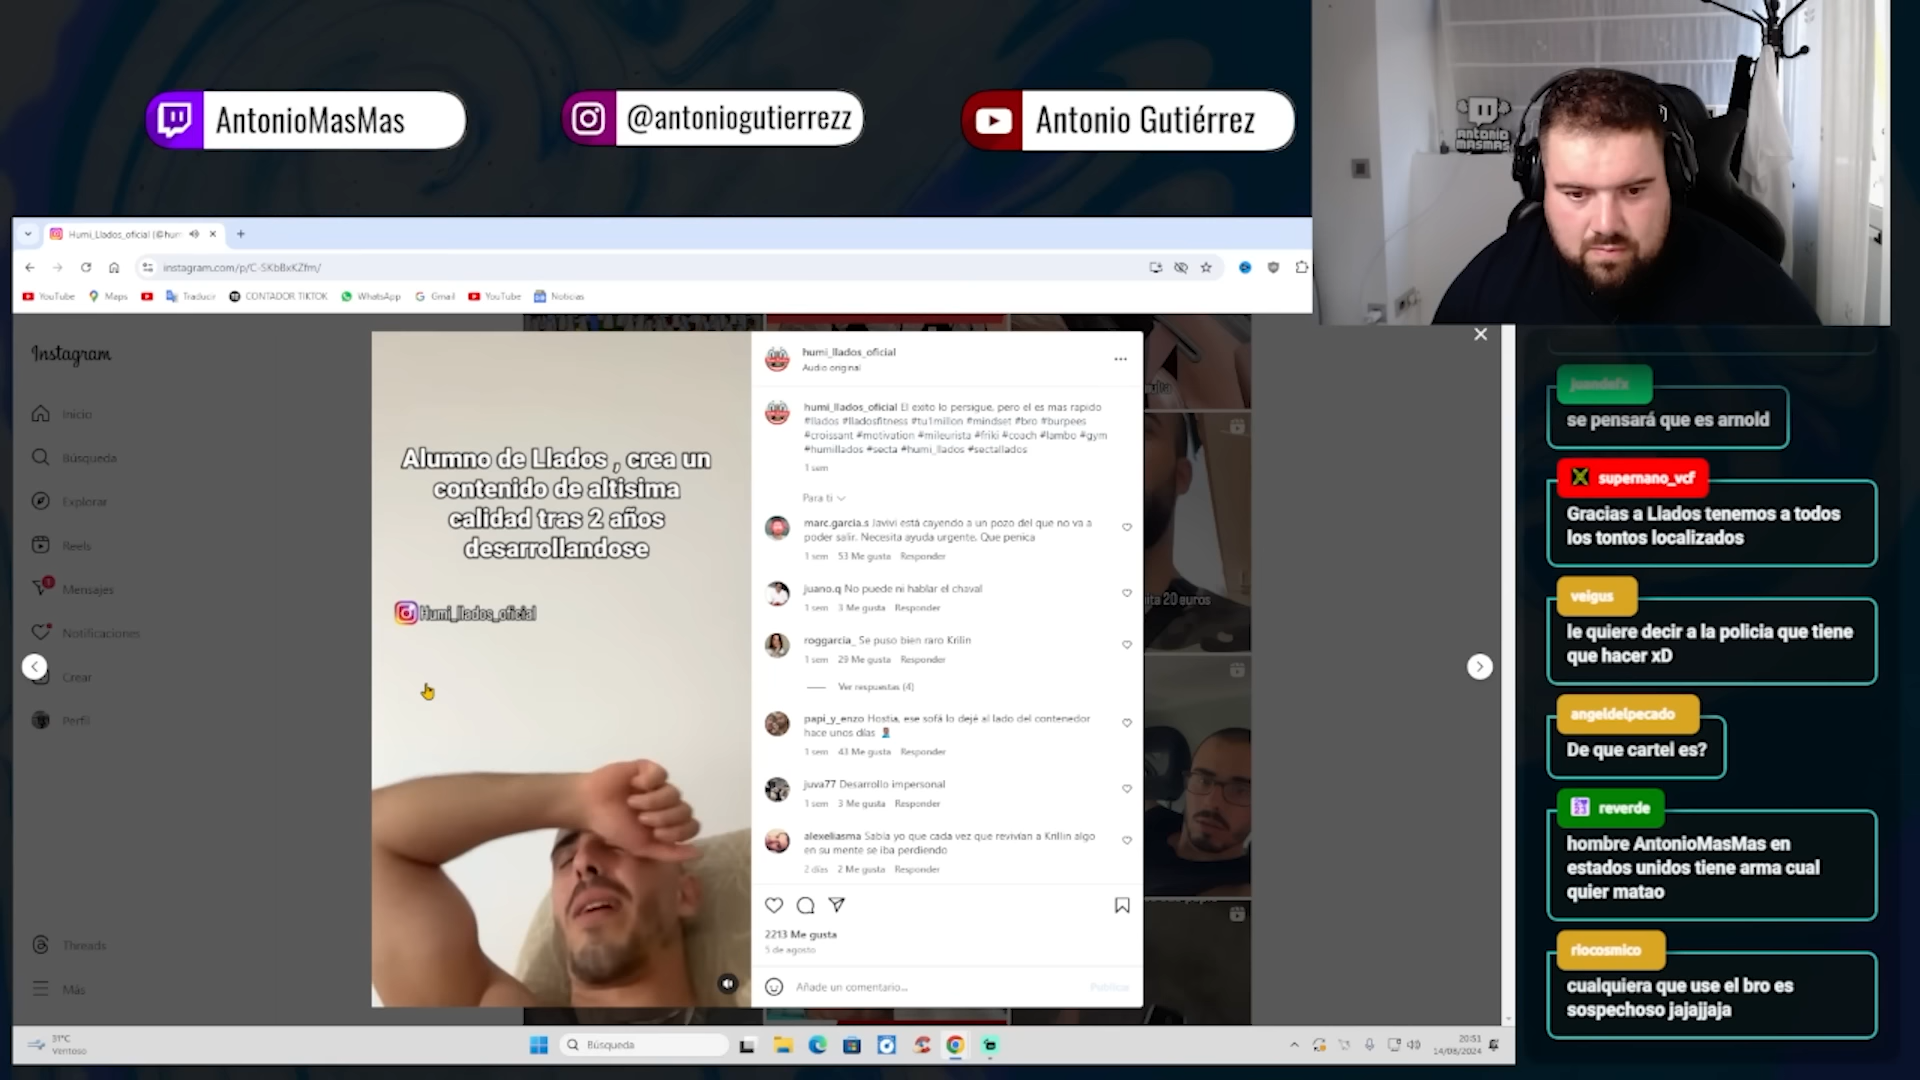 AntonioMasMas
@antoniogutierrezz
Antonio Gutiérrez
ANTONIO
MASMAS
Humi_Llados_oficial (@hum
instagram.com/p/C-SKbBxKZfm/
YouTube
Maps
Traducir
CONTADOR TIKTOK
WhatsApp
Gmail
YouTube
Noticias
Instagram
Inicio
Búsqueda
Explorar
Reels
Mensajes
Notificaciones
Crear
Perfil
Threads
Más
Alumno de Llados , crea un
contenido de altisima
calidad tras 2 años
desarrollandose
Humi_llados_oficial
humi_llados_oficial
Audio original
humi_llados_oficial El exito lo persigue, pero el es mas rapido
#llados #lladosfitness #tu1millon #mindset #bro #burpees
#croissant #motivation #mileurista #friki #coach #lambo #gym
#humillados #secta #humi_llados #sectallados
1 sem
Para ti
marc.garcia.s Javivi está cayendo a un pozo del que no va a
poder salir. Necesita ayuda urgente. Que penica
1 sem 53 Me gusta Responder
juano.q No puede ni hablar el chaval
1 sem 3 Me gusta Responder
roggarcia_ Se puso bien raro Krilin
1 sem 29 Me gusta Responder
Ver respuestas (4)
papi_y_enzo Hostia, ese sofá lo dejé al lado del contenedor
hace unos días
1 sem 43 Me gusta Responder
juva77 Desarrollo impersonal
1 sem 3 Me gusta Responder
alexeliasma Sabía yo que cada vez que revivían a Krilin algo
en su mente se iba perdiendo
2 días 2 Me gusta Responder
2213 Me gusta
5 de agosto
Añade un comentario...
Publicar
ita 20 euros
juandefx
se pensará que es arnold
supernano_vcf
Gracias a Llados tenemos a todos
los tontos localizados
veigus
le quiere decir a la policia que tiene
que hacer xD
angeldelpecado
De que cartel es?
reverde
hombre AntonioMasMas en
estados unidos tiene arma cual
quier matao
riocosmico
cualquiera que use el bro es
sospechoso jajajjaja
31°C
Ventoso
Búsqueda
20:51
14/08/2024